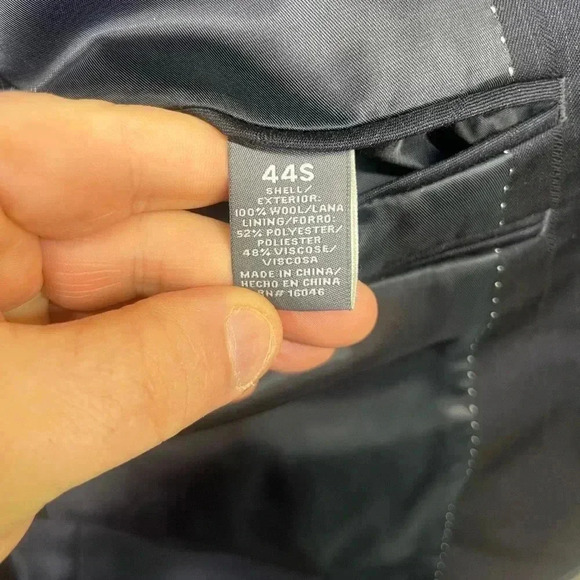 44S
SHELL/
EXTERIOR:
100% WOOL/LANA
LINING/FORRO:
52% POLYESTER/
POLIESTER
48% VISCOSE/
VISCOSA
MADE IN CHINA/
HECHO EN CHINA
RN# 16046